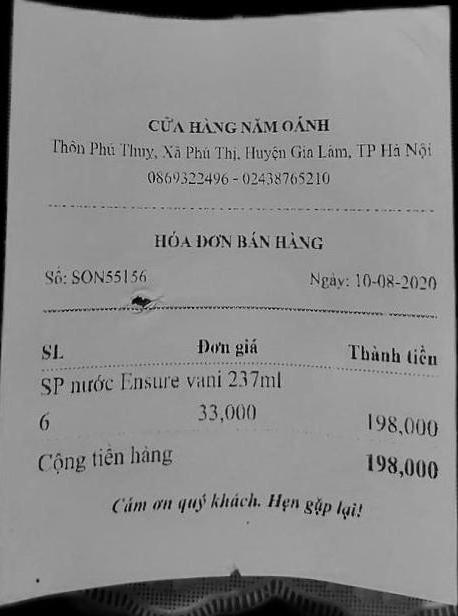 CỬA HÀNG NĂM OÁNH
Thôn Phú Thụy, Xã Phú Thị, Huyện Gia Lâm, TP Hà Nội
0869322496 - 02438765210
HÓA ĐƠN BÁN HÀNG
Số: SON55156 Ngày: 10-08-2020
SL Đơn giá Thành tiền
SP nước Ensure vani 237ml
6 33,000 198,000
Cộng tiền hàng 198,000
Cảm ơn quý khách. Hẹn gặp lại!